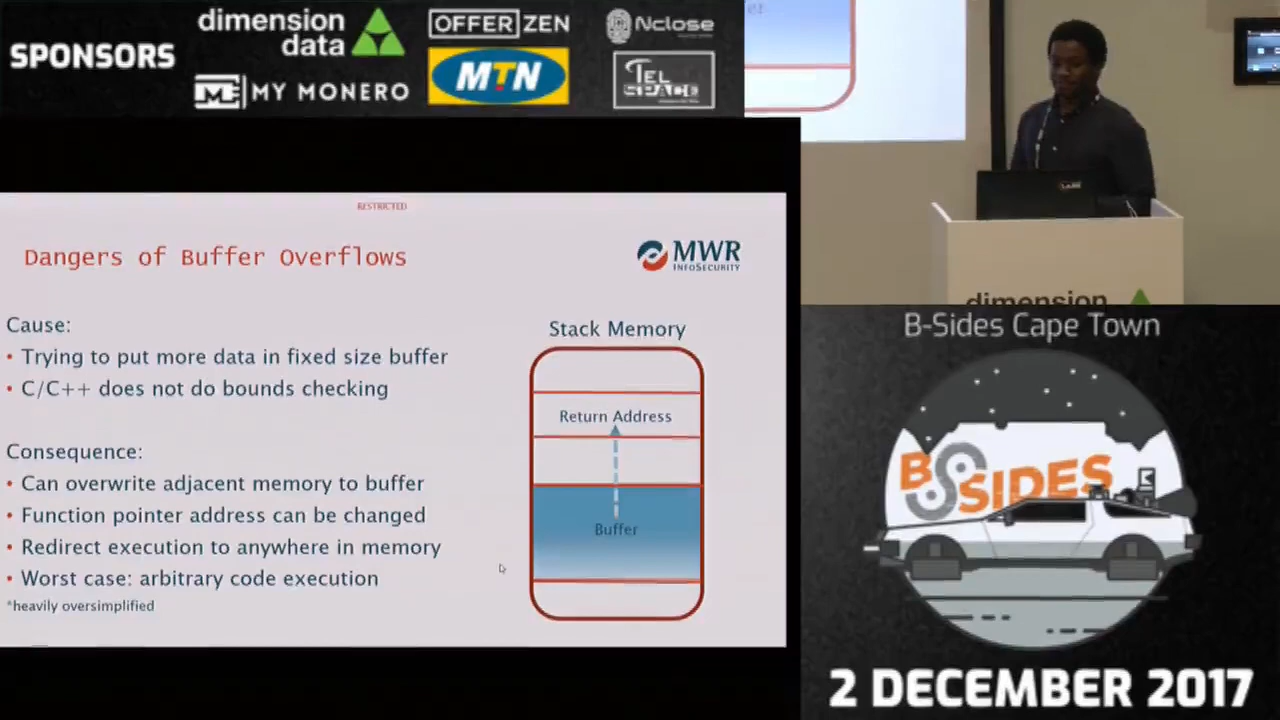 SPONSORS
dimension
data
MY MONERO
OFFER ZEN
MTN
Nclose
TEL
SPACE
RESTRICTED
Dangers of Buffer Overflows
MWR
INFOSECURITY
Cause:
• Trying to put more data in fixed size buffer
• C/C++ does not do bounds checking
Consequence:
• Can overwrite adjacent memory to buffer
• Function pointer address can be changed
• Redirect execution to anywhere in memory
• Worst case: arbitrary code execution
*heavily oversimplified
Stack Memory
Return Address
Buffer
dimension
B-Sides Cape Town
BSIDES
2 DECEMBER 2017